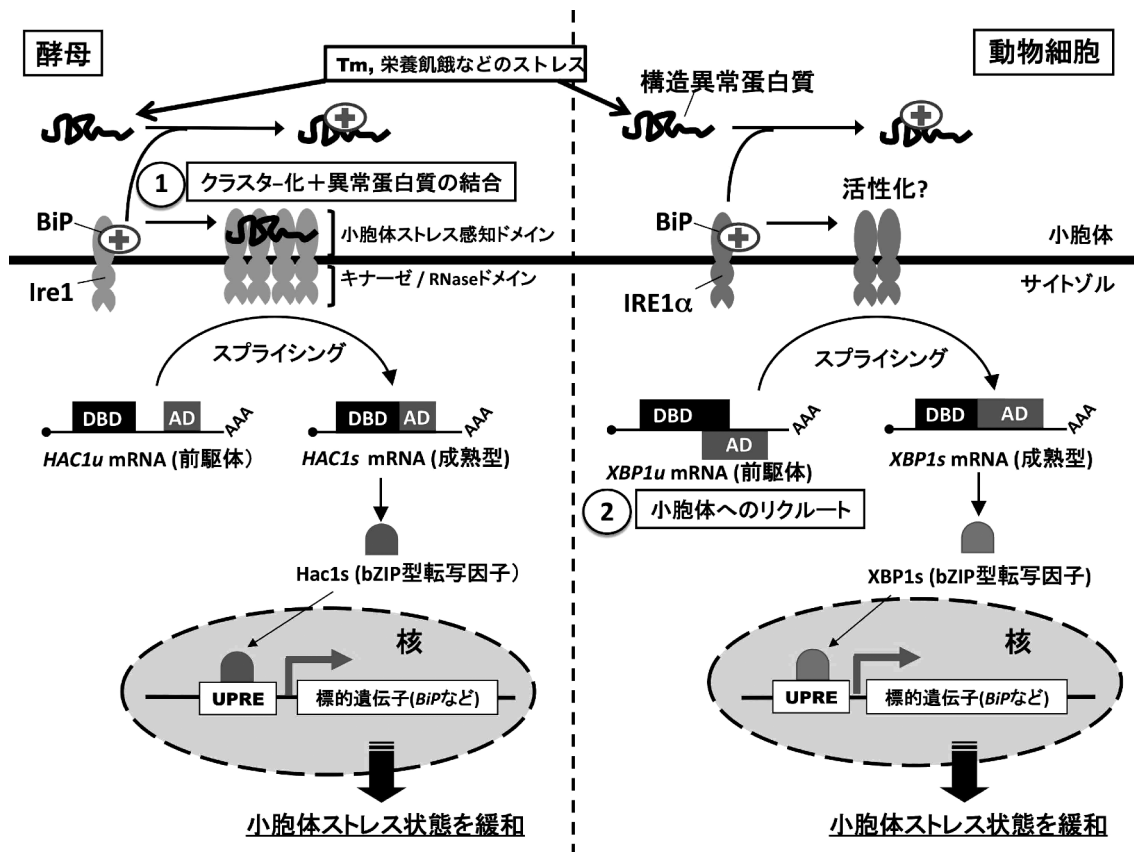 酵母
Tm, 栄養飢餓などのストレス
1
クラスタ−化＋異常蛋白質の結合
BiP
小胞体ストレス感知ドメイン
キナーゼ / RNaseドメイン
Ire1
スプライシング
DBD
AD
AAA
HAC1u mRNA (前駆体)
DBD
AD
AAA
HAC1s mRNA (成熟型)
Hac1s (bZIP型転写因子)
核
UPRE
標的遺伝子(BiPなど)
小胞体ストレス状態を緩和
動物細胞
構造異常蛋白質
活性化?
BiP
小胞体
サイトゾル
IRE1α
スプライシング
DBD
AD
AAA
XBP1u mRNA (前駆体)
DBD
AD
AAA
XBP1s mRNA (成熟型)
2
小胞体へのリクルート
XBP1s (bZIP型転写因子)
核
UPRE
標的遺伝子(BiPなど)
小胞体ストレス状態を緩和